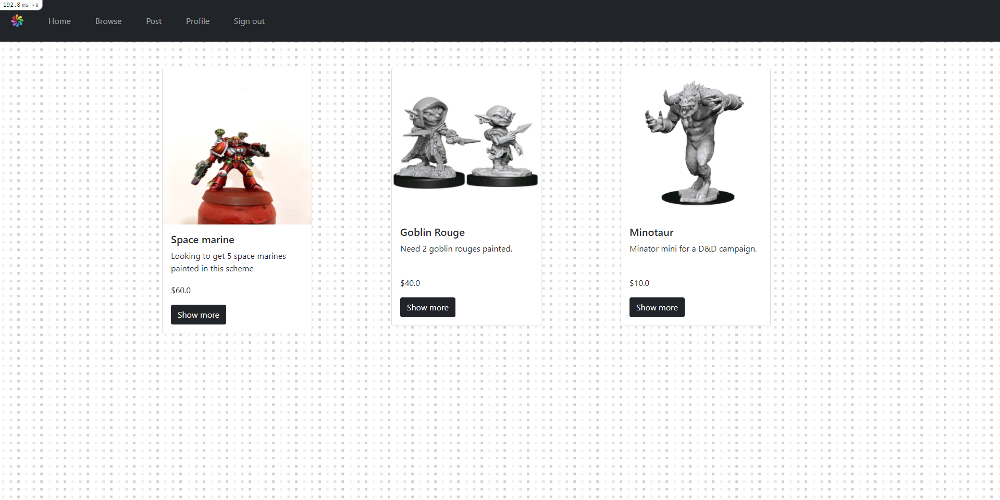 192.8 ms ×8
Home Browse Post Profile Sign out
Space marine
Looking to get 5 space marines
painted in this scheme
$60.0
Show more
Goblin Rouge
Need 2 goblin rouges painted.
$40.0
Show more
Minotaur
Minator mini for a D&D campaign.
$10.0
Show more